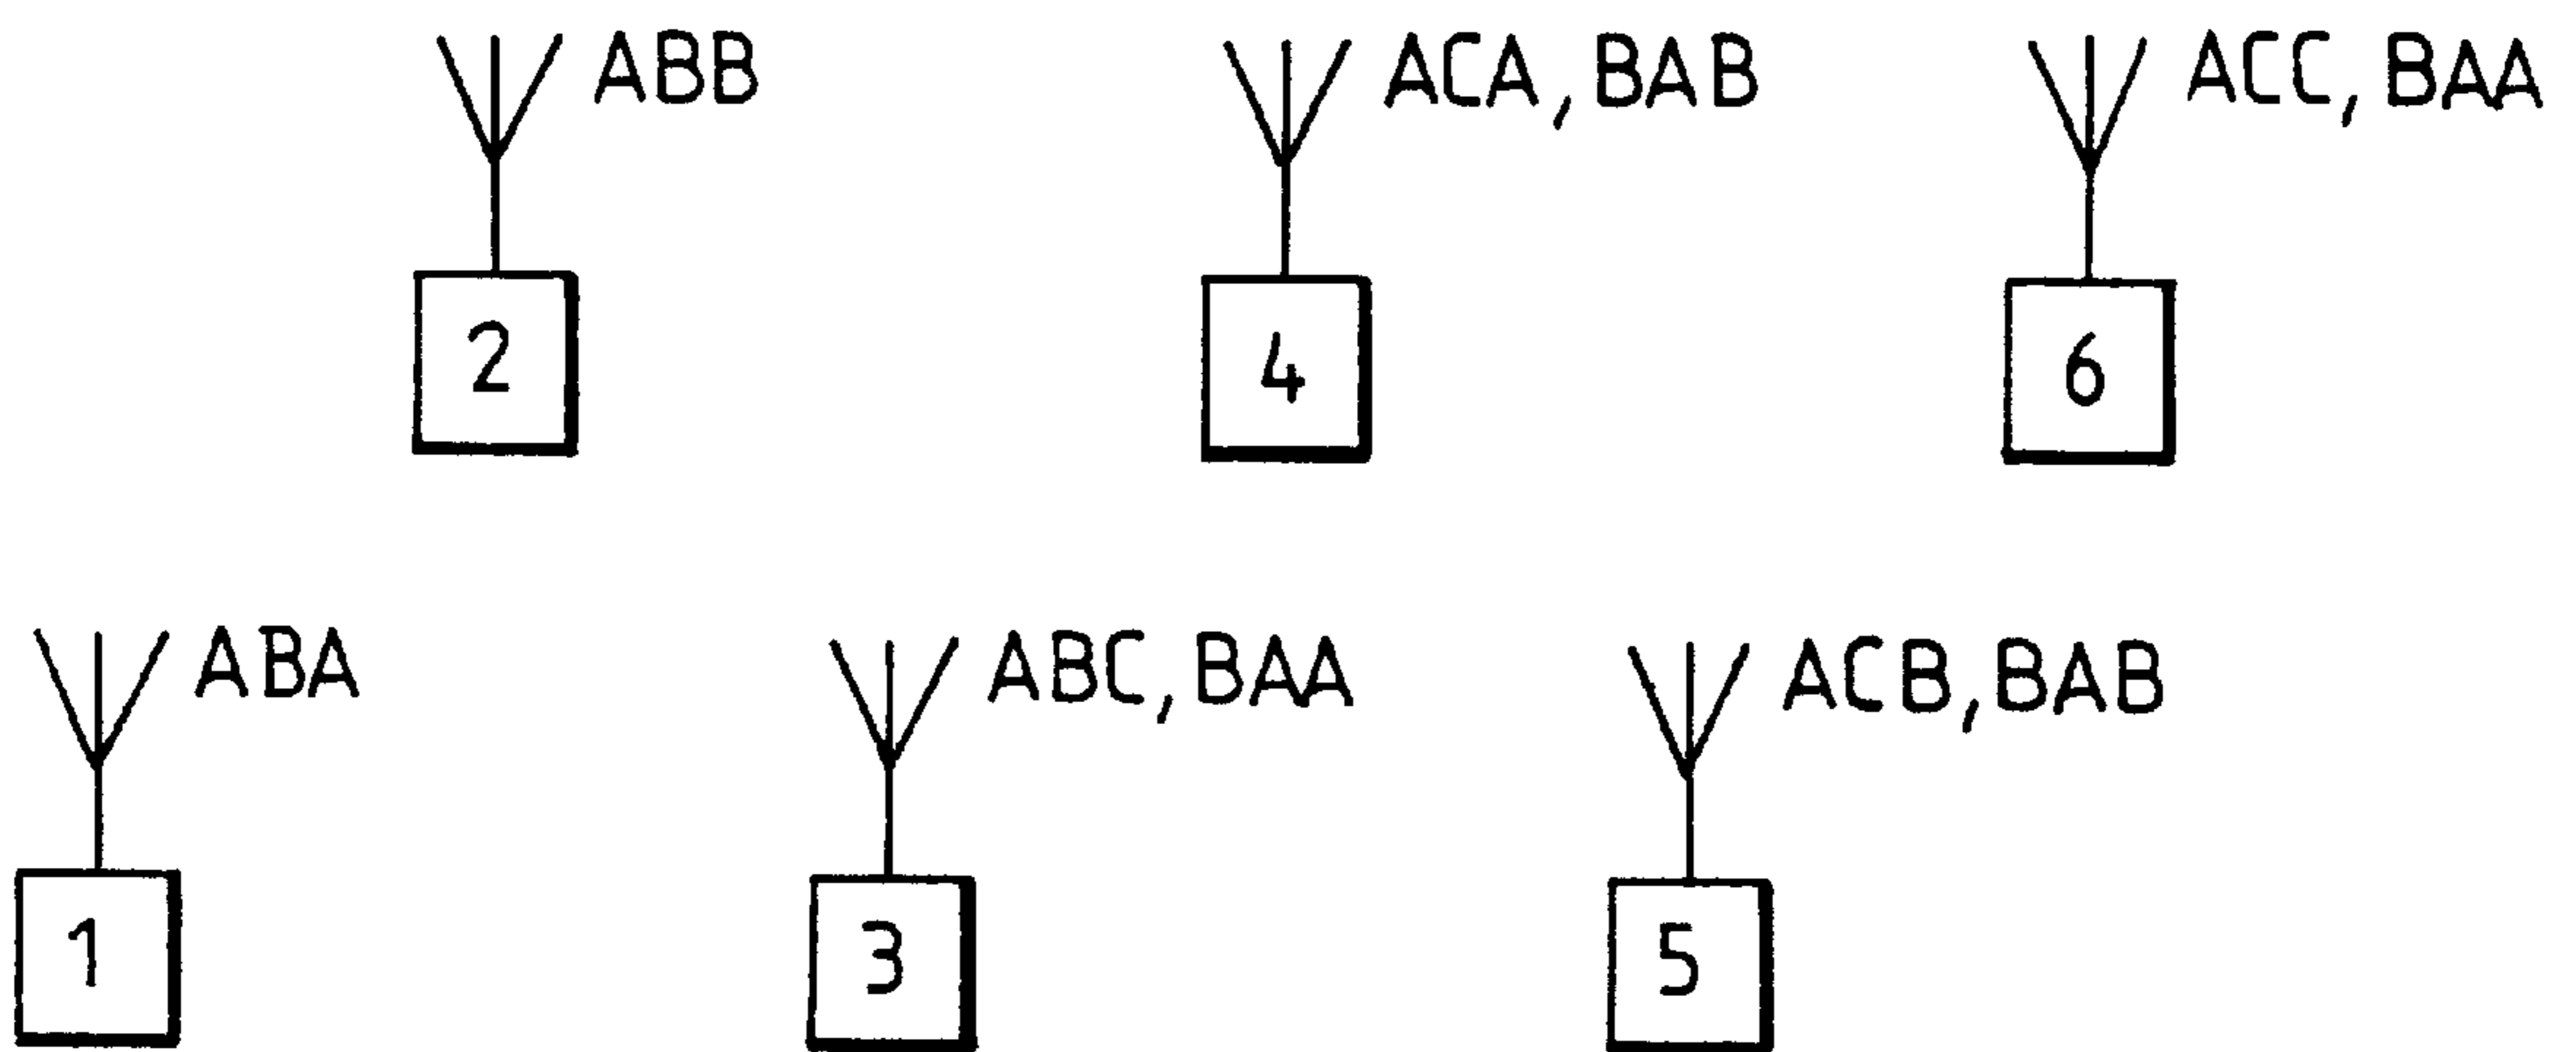 ABB ACA, BAB ACC, BAA
2 4 6
ABA ABC, BAA ACB, BAB
1 3 5